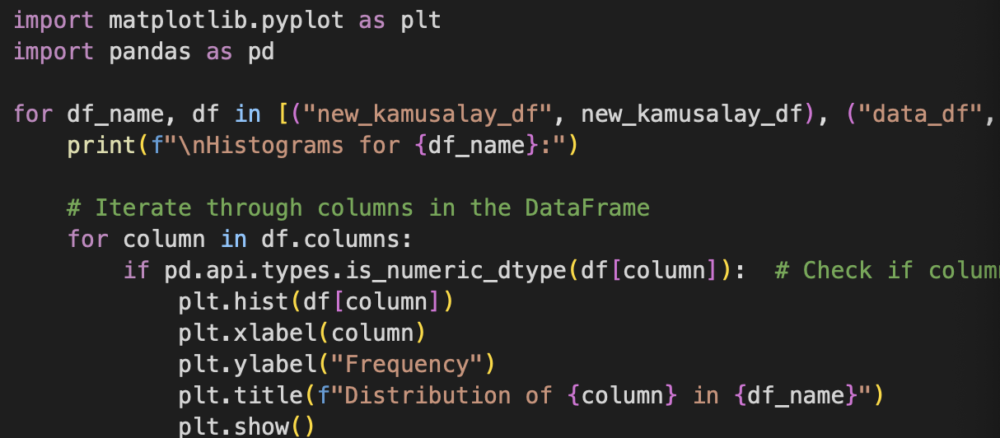 import matplotlib.pyplot as plt
import pandas as pd
for df_name, df in [("new_kamusalay_df", new_kamusalay_df), ("data_df",
print(f"\nHistograms for {df_name}:")
# Iterate through columns in the DataFrame
for column in df.columns:
if pd.api.types.is_numeric_dtype(df[column]):  # Check if colum
plt.hist(df[column])
plt.xlabel(column)
plt.ylabel("Frequency")
plt.title(f"Distribution of {column} in {df_name}")
plt.show()